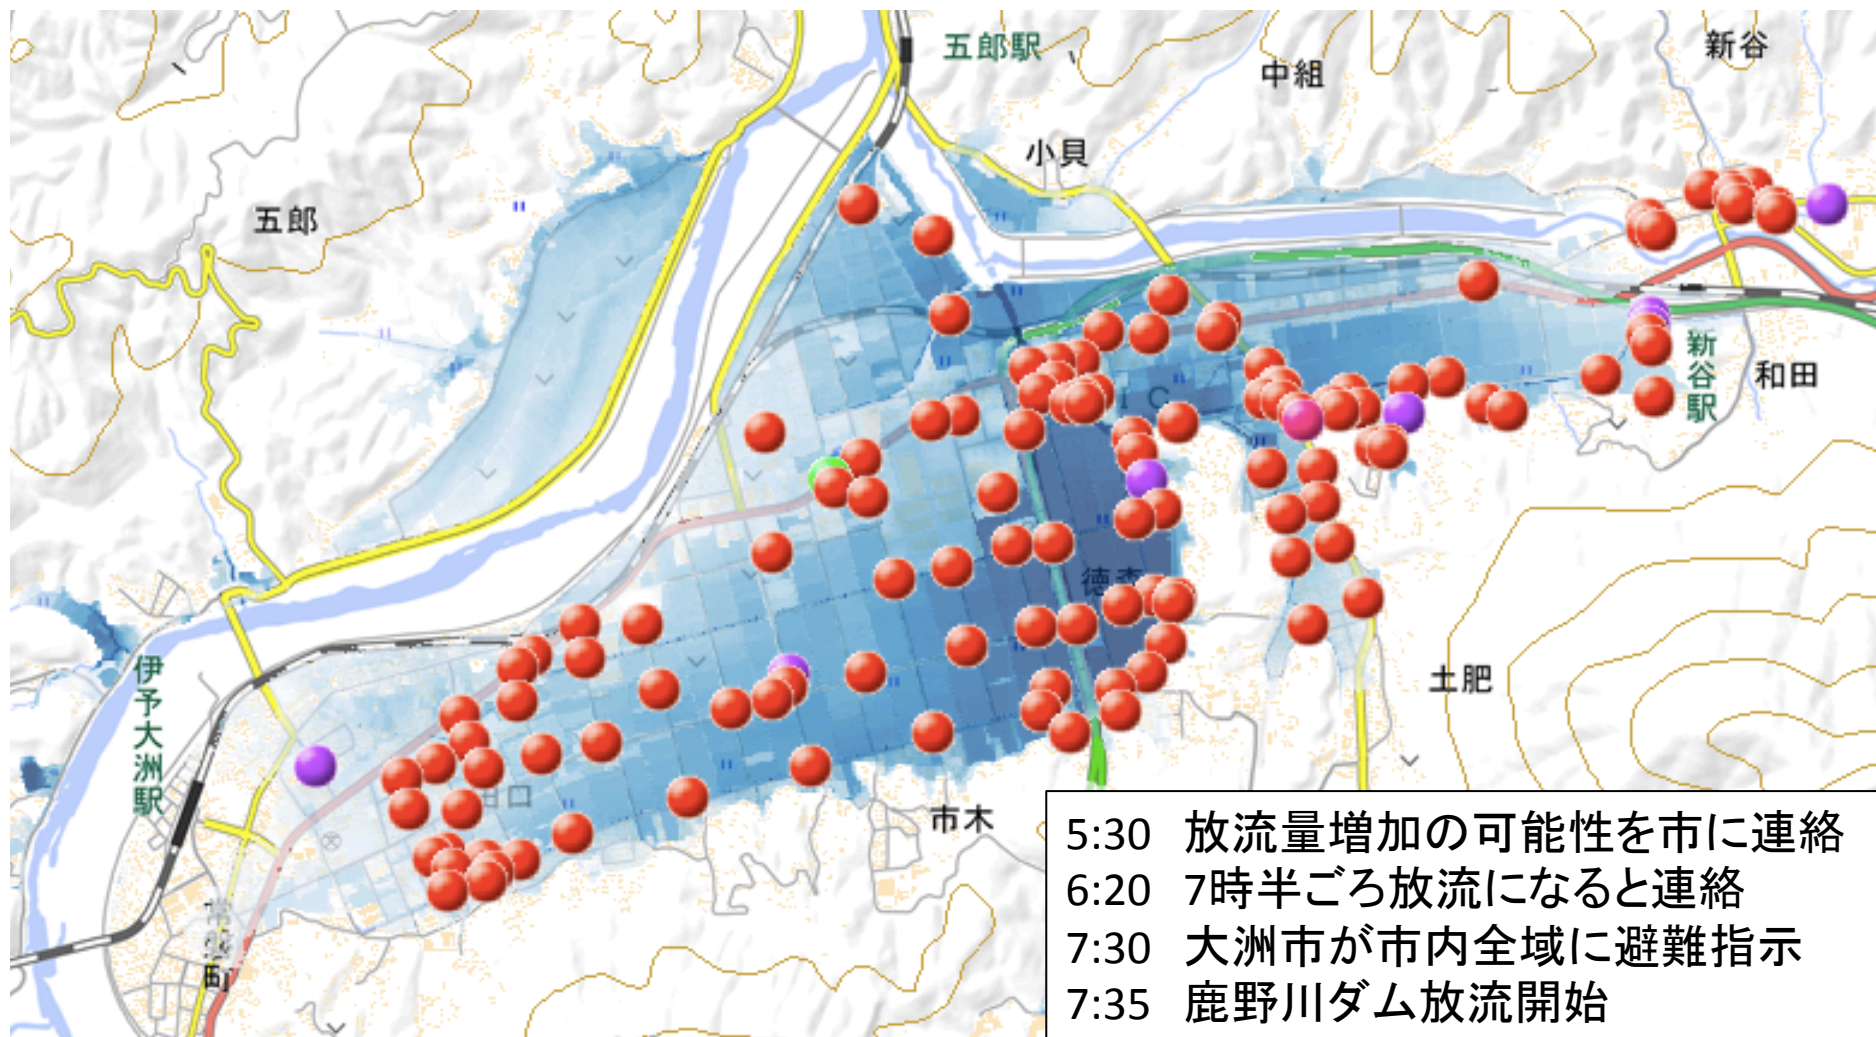 五郎駅
新谷
中組
小貝
五郎
新谷駅
和田
IC
徳森
土肥
伊予大洲駅
田口
市木
町
5:30 放流量増加の可能性を市に連絡
6:20 7時半ごろ放流になると連絡
7:30 大洲市が市内全域に避難指示
7:35 鹿野川ダム放流開始